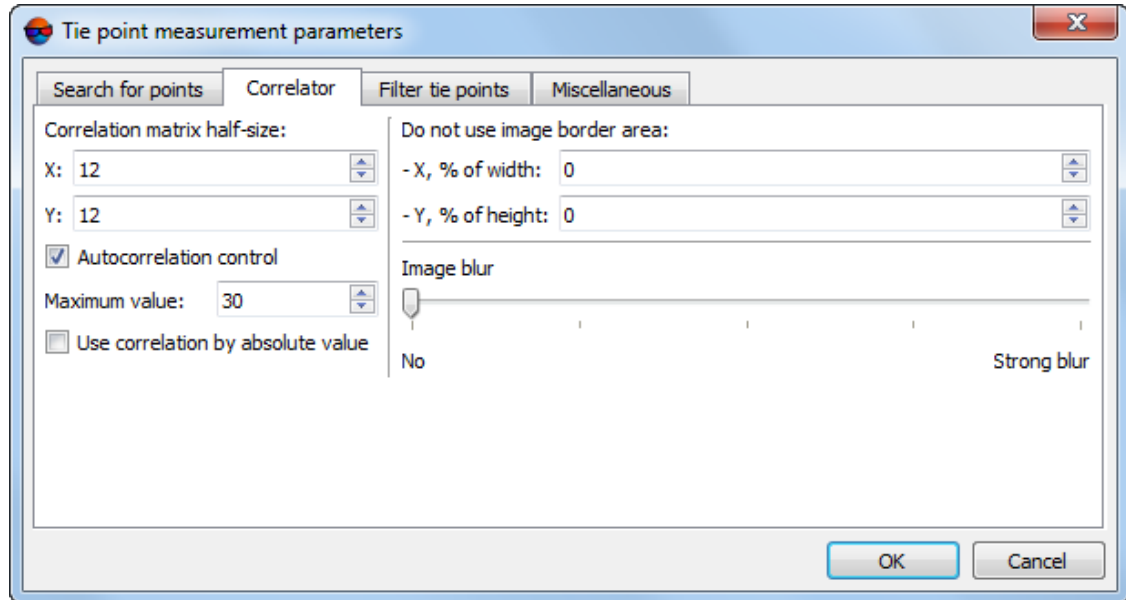 Tie point measurement parameters
Search for points Correlator Filter tie points Miscellaneous
Correlation matrix half-size:
X: 12
Y: 12
Autocorrelation control
Maximum value: 30
Use correlation by absolute value
Do not use image border area:
- X, % of width: 0
- Y, % of height: 0
Image blur
No Strong blur
OK Cancel